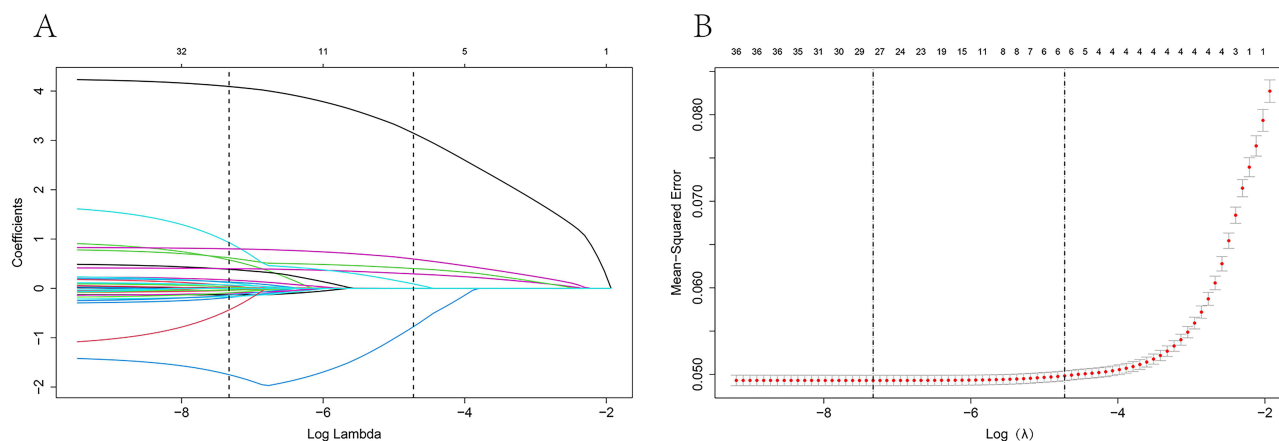 A
B
32 11 5 1
4
3
2
1
0
−1
−2
Coefficients
−8 −6 −4 −2
Log Lambda
36 36 36 35 31 30 29 27 24 23 19 15 11 8 8 7 6 6 6 5 4 4 4 4 4 4 4 4 3 1 1
0.080
0.070
0.060
0.050
Mean−Squared Error
−8 −6 −4 −2
Log (λ)